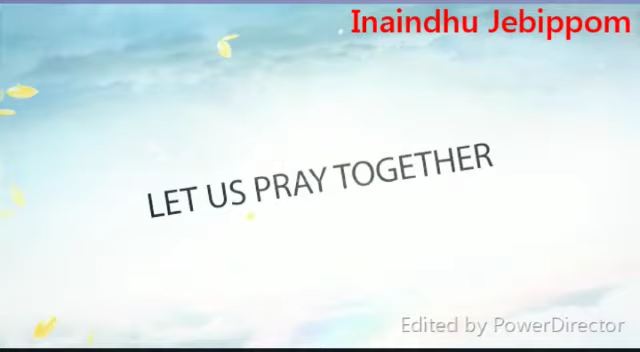 Inaindhu Jebippom
LET US PRAY TOGETHER
Edited by PowerDirector